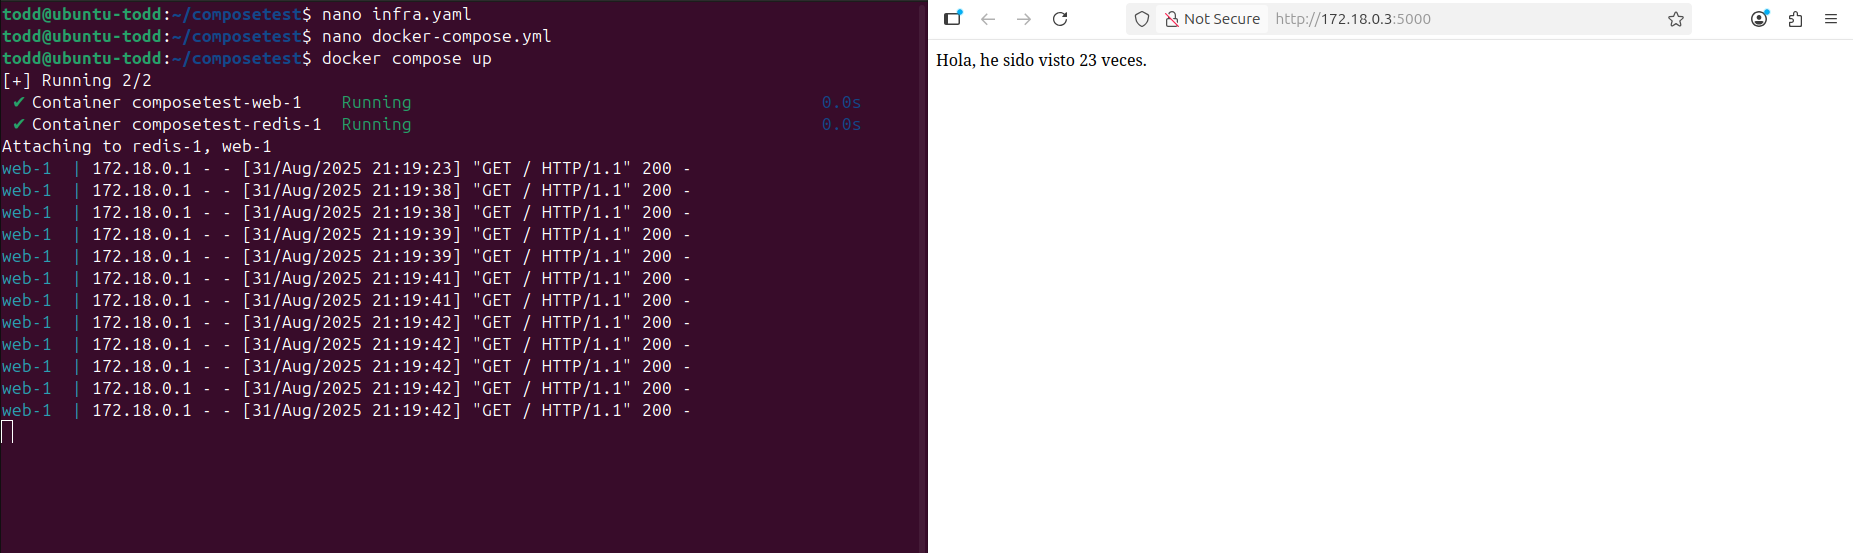 todd@ubuntu-todd:~/composetest$ nano infra.yaml
todd@ubuntu-todd:~/composetest$ nano docker-compose.yml
todd@ubuntu-todd:~/composetest$ docker compose up
[+] Running 2/2
✔ Container composetest-web-1    Running    0.0s
✔ Container composetest-redis-1  Running    0.0s
Attaching to redis-1, web-1
web-1  | 172.18.0.1 - - [31/Aug/2025 21:19:23] "GET / HTTP/1.1" 200 -
web-1  | 172.18.0.1 - - [31/Aug/2025 21:19:38] "GET / HTTP/1.1" 200 -
web-1  | 172.18.0.1 - - [31/Aug/2025 21:19:38] "GET / HTTP/1.1" 200 -
web-1  | 172.18.0.1 - - [31/Aug/2025 21:19:39] "GET / HTTP/1.1" 200 -
web-1  | 172.18.0.1 - - [31/Aug/2025 21:19:39] "GET / HTTP/1.1" 200 -
web-1  | 172.18.0.1 - - [31/Aug/2025 21:19:41] "GET / HTTP/1.1" 200 -
web-1  | 172.18.0.1 - - [31/Aug/2025 21:19:41] "GET / HTTP/1.1" 200 -
web-1  | 172.18.0.1 - - [31/Aug/2025 21:19:42] "GET / HTTP/1.1" 200 -
web-1  | 172.18.0.1 - - [31/Aug/2025 21:19:42] "GET / HTTP/1.1" 200 -
web-1  | 172.18.0.1 - - [31/Aug/2025 21:19:42] "GET / HTTP/1.1" 200 -
web-1  | 172.18.0.1 - - [31/Aug/2025 21:19:42] "GET / HTTP/1.1" 200 -
web-1  | 172.18.0.1 - - [31/Aug/2025 21:19:42] "GET / HTTP/1.1" 200 -
Not Secure http://172.18.0.3:5000
Hola, he sido visto 23 veces.